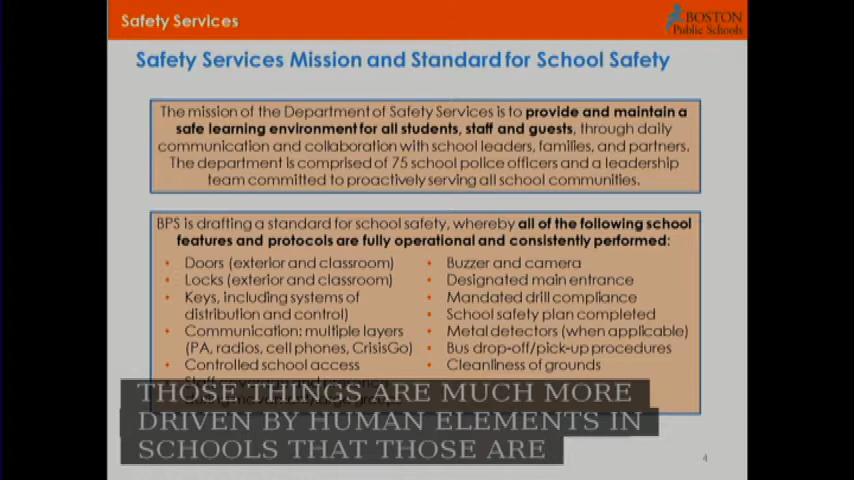 Safety Services
BOSTON
Public Schools
Safety Services Mission and Standard for School Safety
The mission of the Department of Safety Services is to provide and maintain a
safe learning environment for all students, staff and guests, through daily
communication and collaboration with school leaders, families, and partners.
The department is comprised of 75 school police officers and a leadership
team committed to proactively serving all school communities.
BPS is drafting a standard for school safety, whereby all of the following school
features and protocols are fully operational and consistently performed:
• Doors (exterior and classroom)
• Locks (exterior and classroom)
• Keys, including systems of
distribution and control)
• Communication: multiple layers
(PA, radios, cell phones, CrisisGo)
• Controlled school access
• Buzzer and camera
• Designated main entrance
• Mandated drill compliance
• School safety plan completed
• Metal detectors (when applicable)
• Bus drop-off/pick-up procedures
• Cleanliness of grounds
THOSE THINGS ARE MUCH MORE
DRIVEN BY HUMAN ELEMENTS IN
SCHOOLS THAT THOSE ARE
4